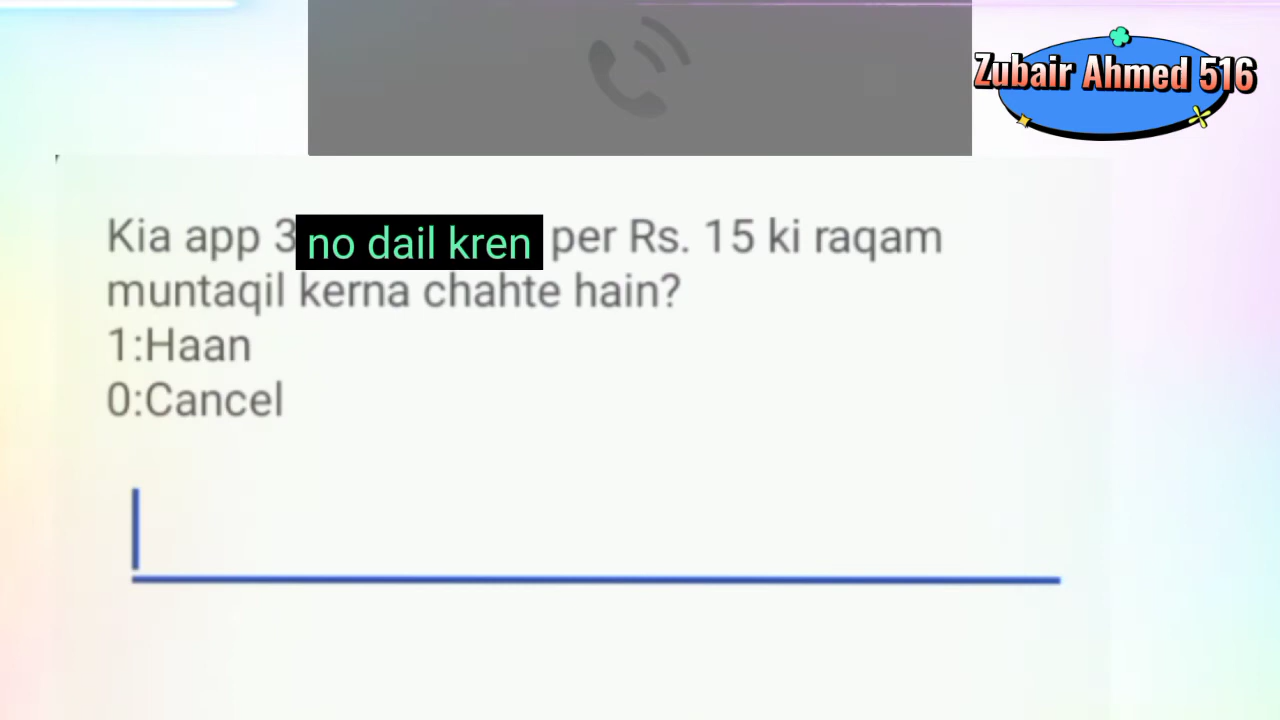 Zubair Ahmed 516
Kia app 3 no dail kren per Rs. 15 ki raqam
muntaqil kerna chahte hain?
1:Haan
0:Cancel